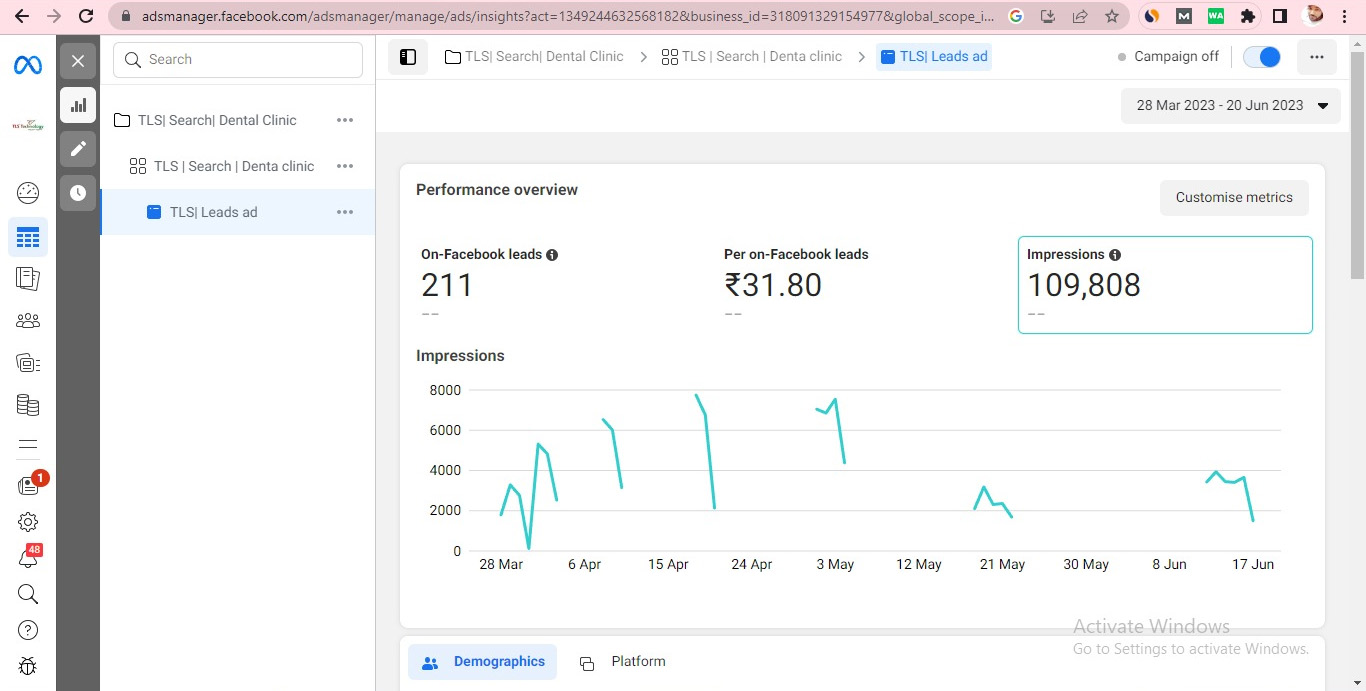 adsmanager.facebook.com/adsmanager/manage/ads/insights?act=1349244632568182&business_id=318091329154977&global_scope_i...
Search
TLS| Search| Dental Clinic
TLS | Search | Denta clinic
TLS| Leads ad
Campaign off
28 Mar 2023 - 20 Jun 2023
TLS Technology
TLS| Search| Dental Clinic
TLS | Search | Denta clinic
TLS| Leads ad
1
48
Performance overview
Customise metrics
On-Facebook leads
211
--
Per on-Facebook leads
₹31.80
--
Impressions
109,808
--
Impressions
8000
6000
4000
2000
0
28 Mar 6 Apr 15 Apr 24 Apr 3 May 12 May 21 May 30 May 8 Jun 17 Jun
Activate Windows
Go to Settings to activate Windows.
Demographics
Platform